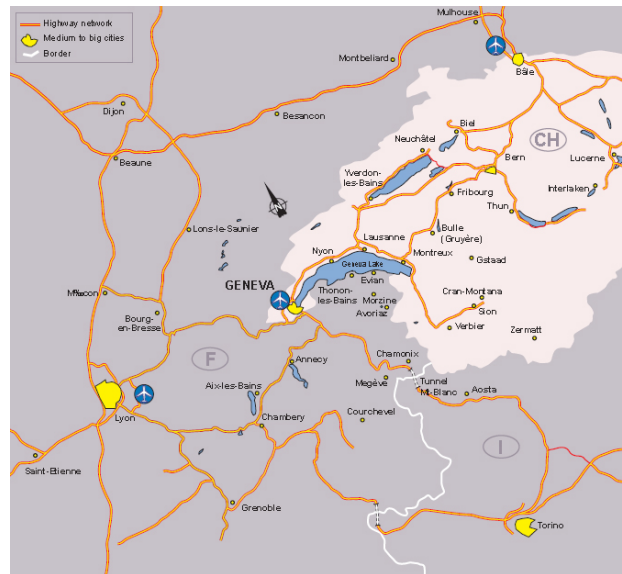 Highway network
Medium to big cities
Border
Mulhouse
Montbeliard
Bâle
Dijon
Besancon
Biel
Neuchâtel
CH
Beaune
Bern
Lucerne
Yverdon-
les-Bains
Interlaken
Fribourg
Thun
Lons-le-Saunier
Lausanne
Bulle
(Gruyère)
Nyon
Montreux
Gstaad
Geneva Lake
Evian
GENEVA
Thonon-
les-Bains
Morzine
Avoriaz
Cran-Montana
Sion
M‰con
Bourg-
en-Bresse
Verbier
Zermatt
F
Annecy
Chamonix
Aix-les-Bains
Megève
Tunnel
Mt-Blanc
Aosta
Lyon
Chambery
Courchevel
I
Saint-Etienne
Grenoble
Torino